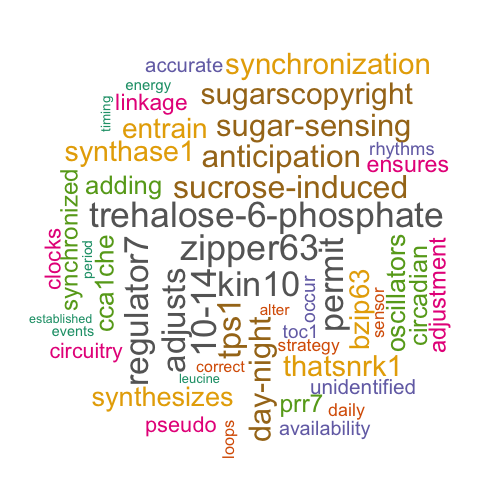 accurate synchronization
energy
linkage sugarscopyright
timing
entrain sugar-sensing
synthase1 anticipation rhythms
ensures
adding sucrose-induced
trehalose-6-phosphate
clocks
synchronized
period
cca1che
regulator7
adjusts
10-14
zipper63
kin10
tps1
day-night
occur
permit
bzip63
sensor
oscillators
circadian
adjustment
established
events
alter
toc1
circuitry
strategy
correct thatsnrk1
leucine
unidentified
synthesizes
prr7 daily
pseudo
loops
availability